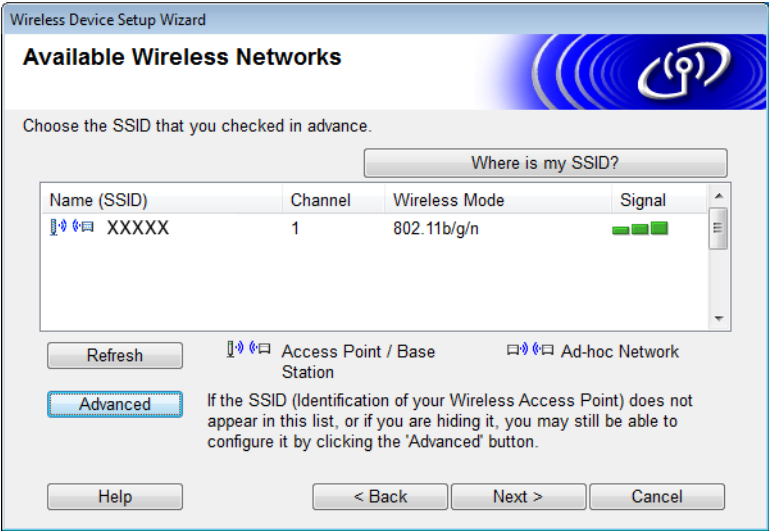 Wireless Device Setup Wizard
Available Wireless Networks
Choose the SSID that you checked in advance.
Where is my SSID?
Name (SSID) Channel Wireless Mode Signal
XXXXX 1 802.11b/g/n
Refresh
Access Point / Base
Station
Ad-hoc Network
Advanced
If the SSID (Identification of your Wireless Access Point) does not
appear in this list, or if you are hiding it, you may still be able to
configure it by clicking the 'Advanced' button.
Help < Back Next > Cancel